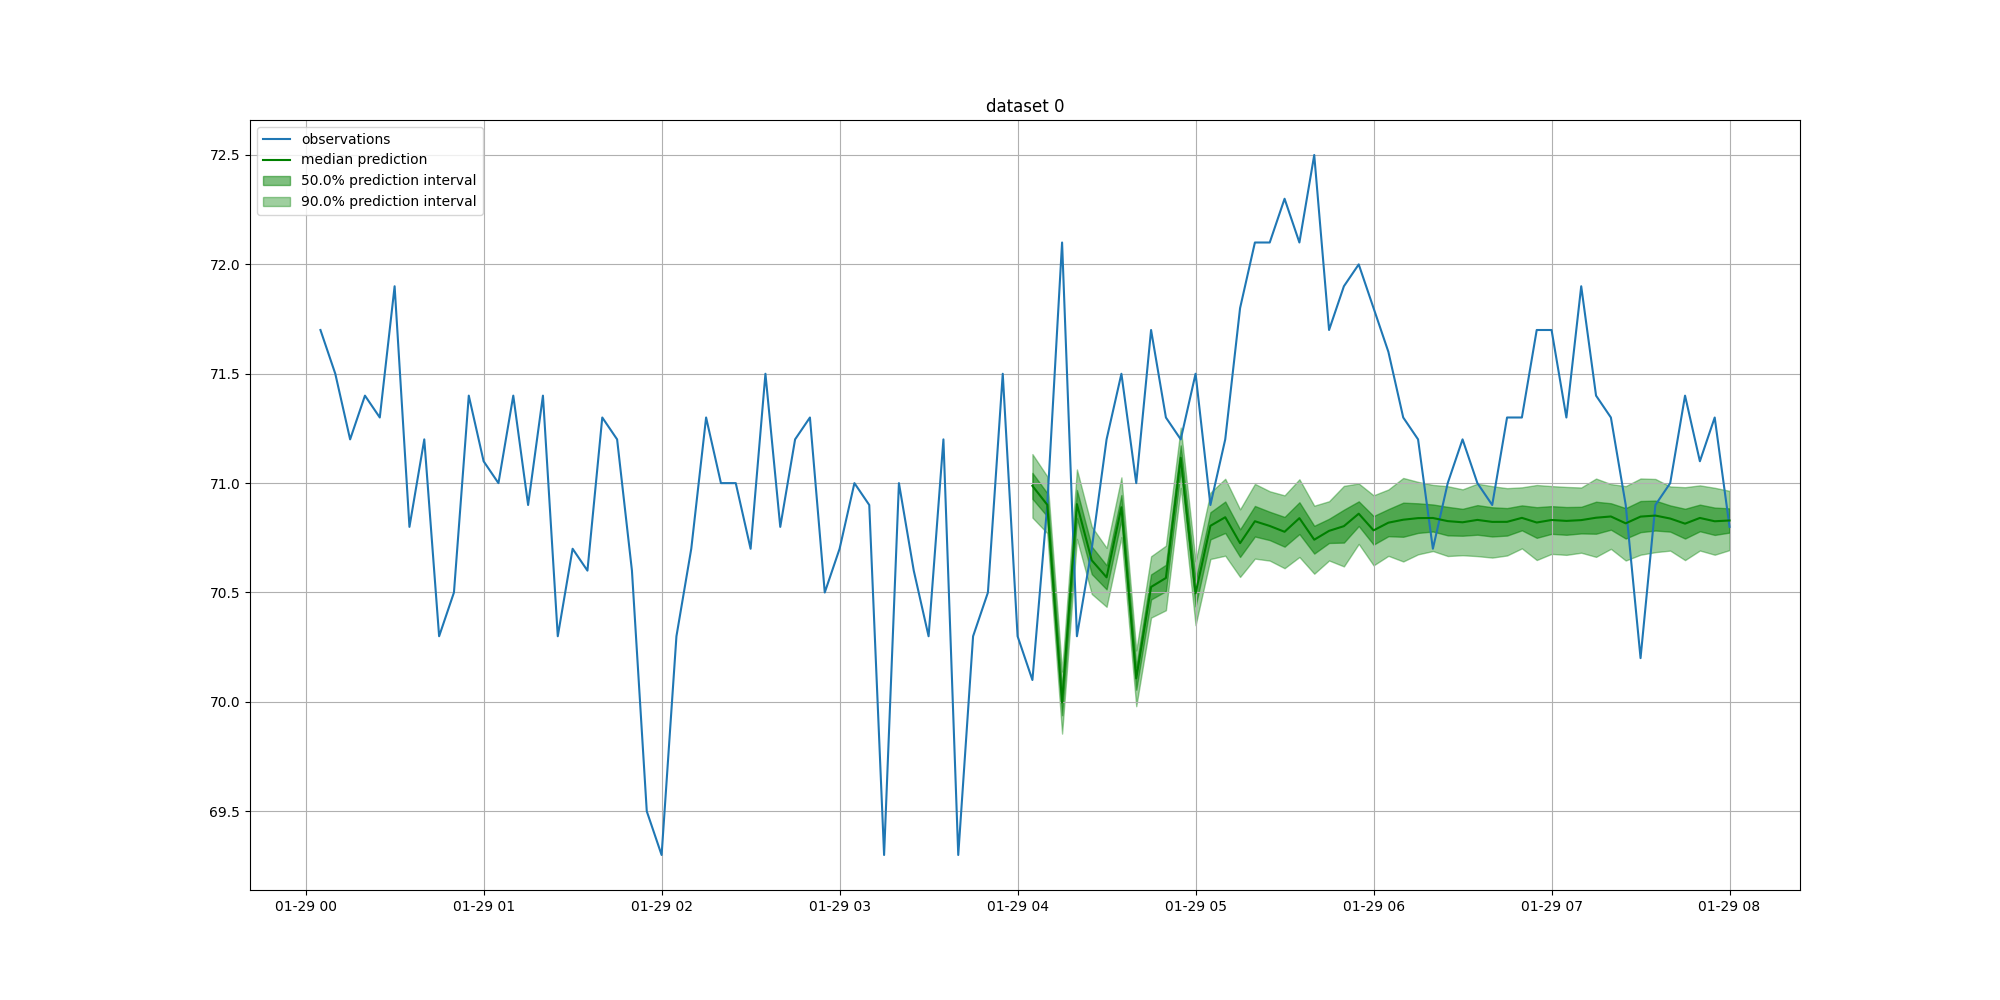 dataset 0
observations
median prediction
50.0% prediction interval
90.0% prediction interval
72.5
72.0
71.5
71.0
70.5
70.0
69.5
01-29 00 01-29 01 01-29 02 01-29 03 01-29 04 01-29 05 01-29 06 01-29 07 01-29 08